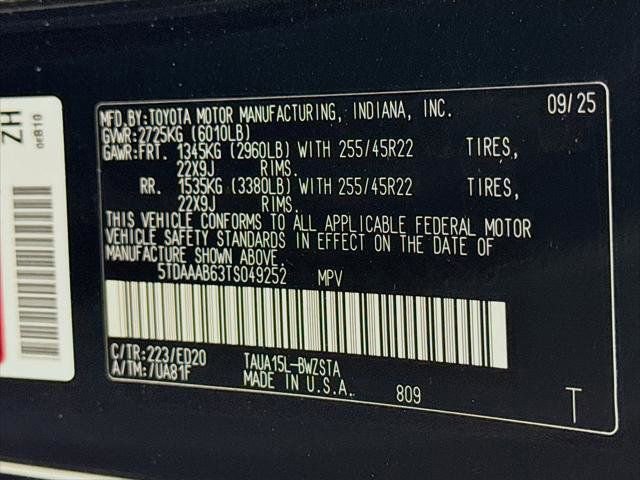 MFD.BY:TOYOTA MOTOR MANUFACTURING, INDIANA, INC. 09/25
GVWR:2725KG (6010LB)
GAWR:FRT. 1345KG (2960LB) WITH 255/45R22 TIRES,
22X9J RIMS.
RR. 1535KG (3380LB) WITH 255/45R22 TIRES,
22X9J RIMS.
THIS VEHICLE CONFORMS TO ALL APPLICABLE FEDERAL MOTOR
VEHICLE SAFETY STANDARDS IN EFFECT ON THE DATE OF
MANUFACTURE SHOWN ABOVE.
5TDAAAB63TS049252 MPV
C/TR:223/ED20 TAUA15L-BWZSTA
A/TM:/UA81F MADE IN U.S.A. 809
T
ZH